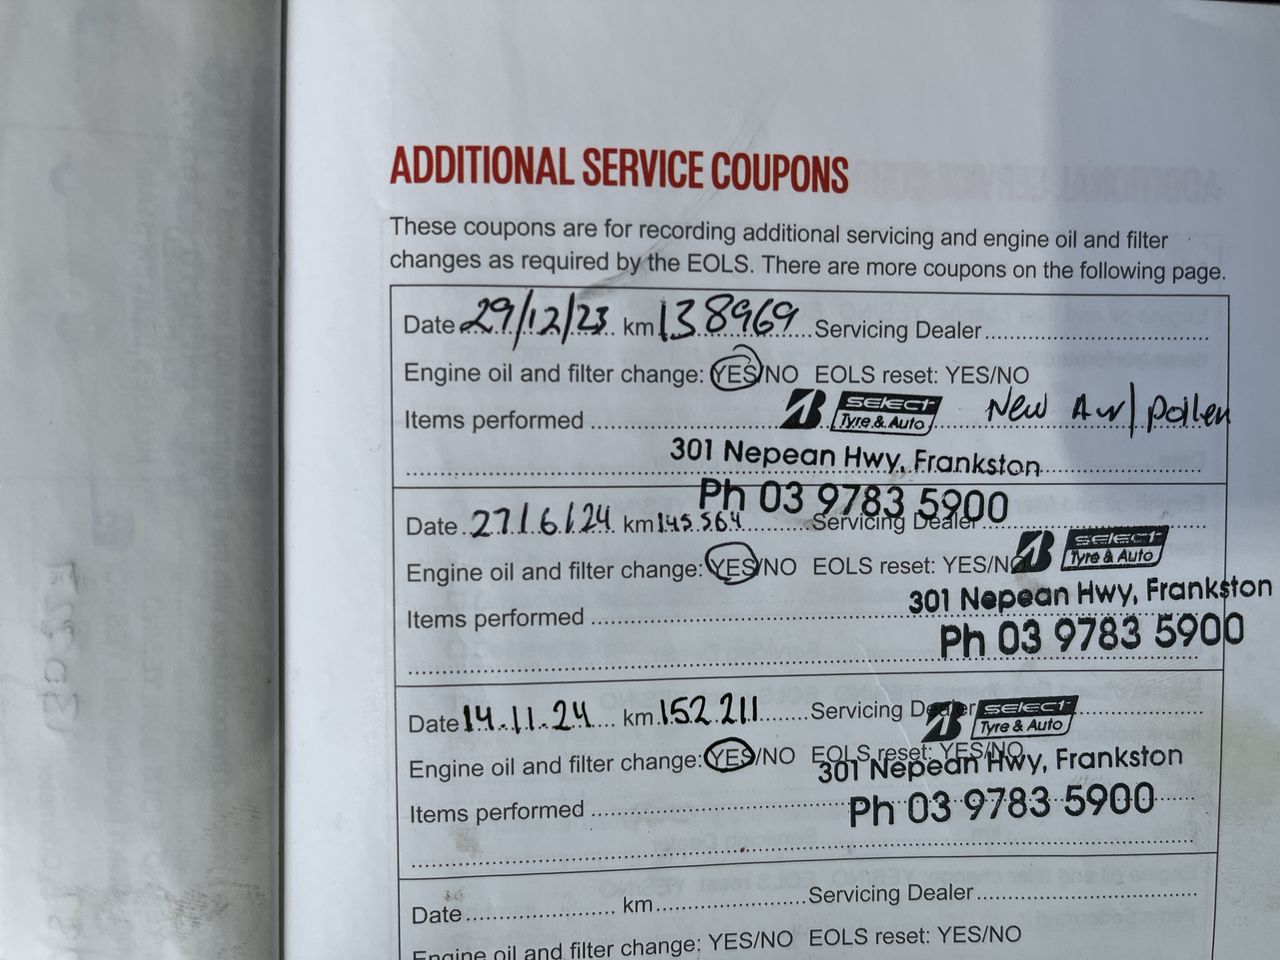 ADDITIONAL SERVICE COUPONS
These coupons are for recording additional servicing and engine oil and filter
changes as required by the EOLS. There are more coupons on the following page.
Date 29/12/23 km 138969 Servicing Dealer
Engine oil and filter change: YES/NO EOLS reset: YES/NO
Items performed SELECT New Air/pollen
Tyre & Auto
301 Nepean Hwy, Frankston
Ph 03 9783 5900
Date 27/6/24 km 145564 Servicing Dealer
Engine oil and filter change: YES/NO EOLS reset: YES/NO SELECT
Tyre & Auto
301 Nepean Hwy, Frankston
Items performed
Ph 03 9783 5900
Date 14.11.24 km 152211 Servicing Dealer SELECT
Tyre & Auto
Engine oil and filter change: YES/NO EOLS reset: YES/NO
301 Nepean Hwy, Frankston
Items performed
Ph 03 9783 5900
Date km Servicing Dealer
Engine oil and filter change: YES/NO EOLS reset: YES/NO